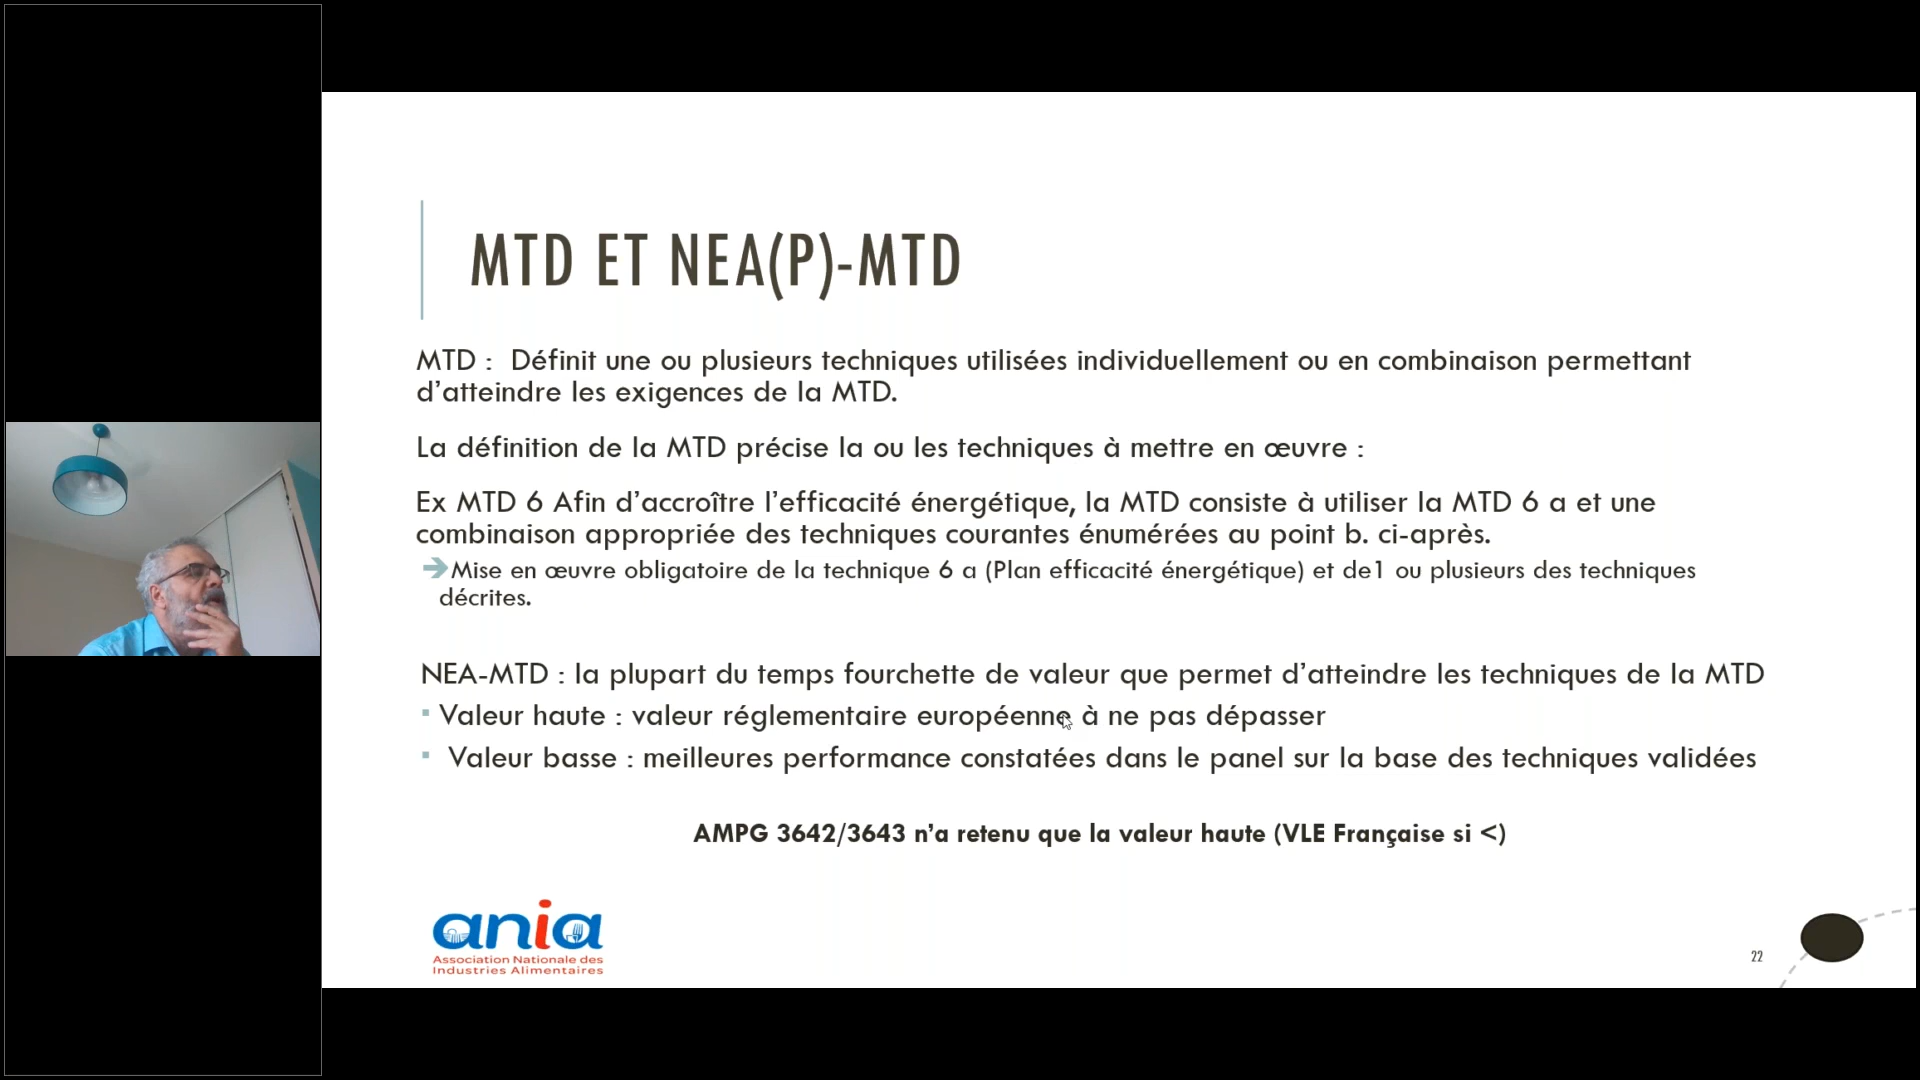 MTD ET NEA(P)-MTD
MTD :  Définit une ou plusieurs techniques utilisées individuellement ou en combinaison permettant
d’atteindre les exigences de la MTD.
La définition de la MTD précise la ou les techniques à mettre en œuvre :
Ex MTD 6 Afin d’accroître l’efficacité énergétique, la MTD consiste à utiliser la MTD 6 a et une
combinaison appropriée des techniques courantes énumérées au point b. ci-après.
➔Mise en œuvre obligatoire de la technique 6 a (Plan efficacité énergétique) et de1 ou plusieurs des techniques
décrites.
NEA-MTD : la plupart du temps fourchette de valeur que permet d’atteindre les techniques de la MTD
▪ Valeur haute : valeur réglementaire européenne à ne pas dépasser
▪ Valeur basse : meilleures performance constatées dans le panel sur la base des techniques validées
AMPG 3642/3643 n’a retenu que la valeur haute (VLE Française si <)
ania
Association Nationale des
Industries Alimentaires
22